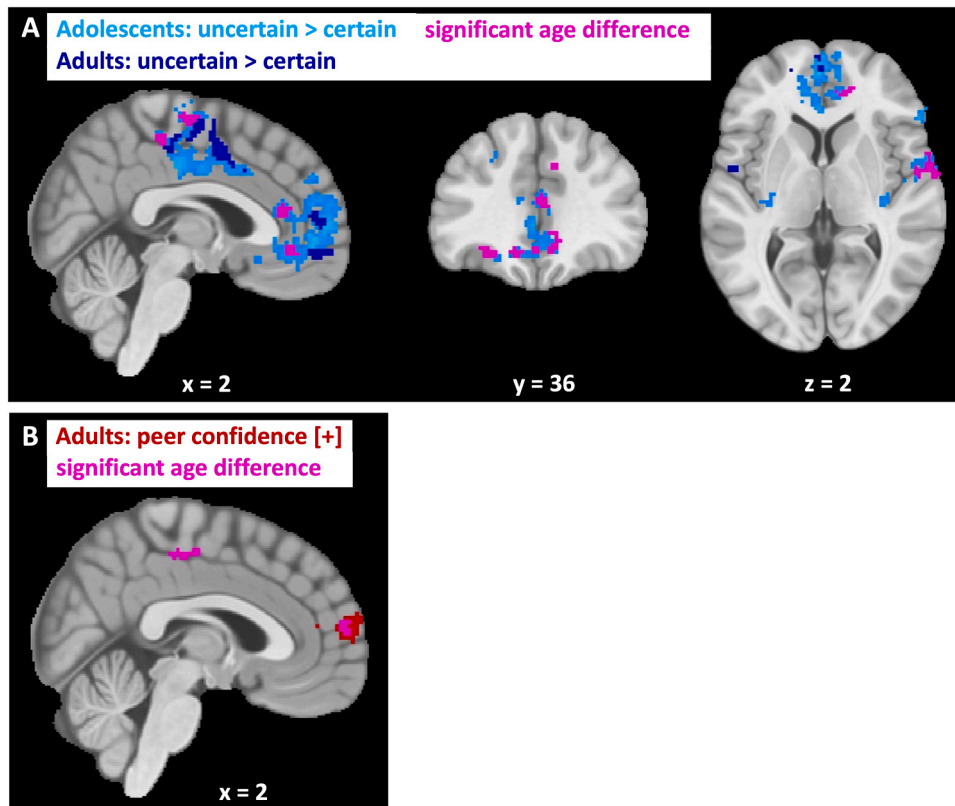 A
Adolescents: uncertain > certain significant age difference
Adults: uncertain > certain
x = 2 y = 36 z = 2
B
Adults: peer confidence [+]
significant age difference
x = 2